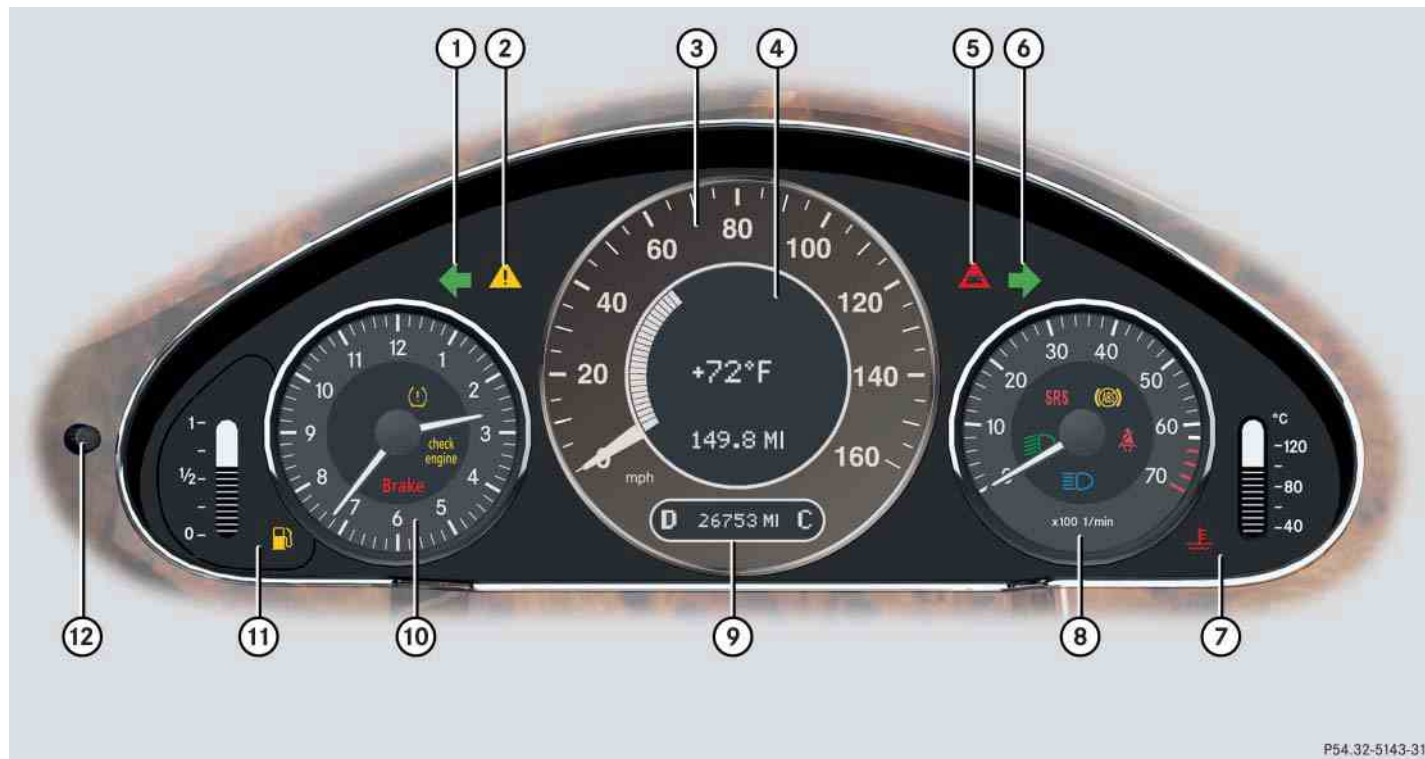 1 2 3 4 5 6
20 40 60 80 100 120 140 160
mph
+72°F
149.8 MI
D 26753 MI C
12 1 2 3 4 5 6 7 8 9 10 11
(!)
check
engine
Brake
1
1/2
0
10 20 30 40 50 60 70
SRS (ABS)
x100 1/min
°C
120
80
40
12 11 10 9 8 7
P54.32-5143-31